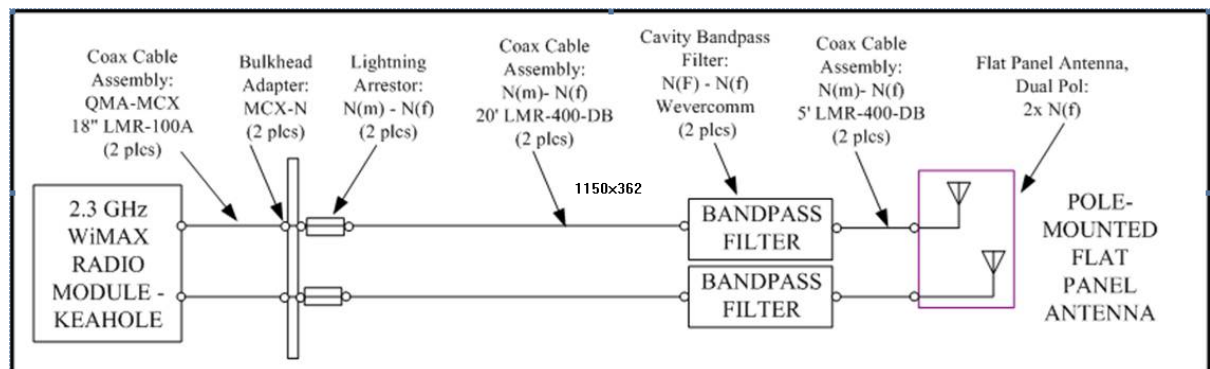 Coax Cable
Assembly:
QMA-MCX
18" LMR-100A
(2 plcs)
Bulkhead
Adapter:
MCX-N
(2 plcs)
Lightning
Arrestor:
N(m) - N(f)
(2 plcs)
Coax Cable
Assembly:
N(m)- N(f)
20' LMR-400-DB
(2 plcs)
Cavity Bandpass
Filter:
N(F) - N(f)
Wevercomm
(2 plcs)
Coax Cable
Assembly:
N(m)- N(f)
5' LMR-400-DB
(2 plcs)
Flat Panel Antenna,
Dual Pol:
2x N(f)
1150x362
2.3 GHz
WiMAX
RADIO
MODULE -
KEAHOLE
BANDPASS
FILTER
BANDPASS
FILTER
POLE-
MOUNTED
FLAT
PANEL
ANTENNA